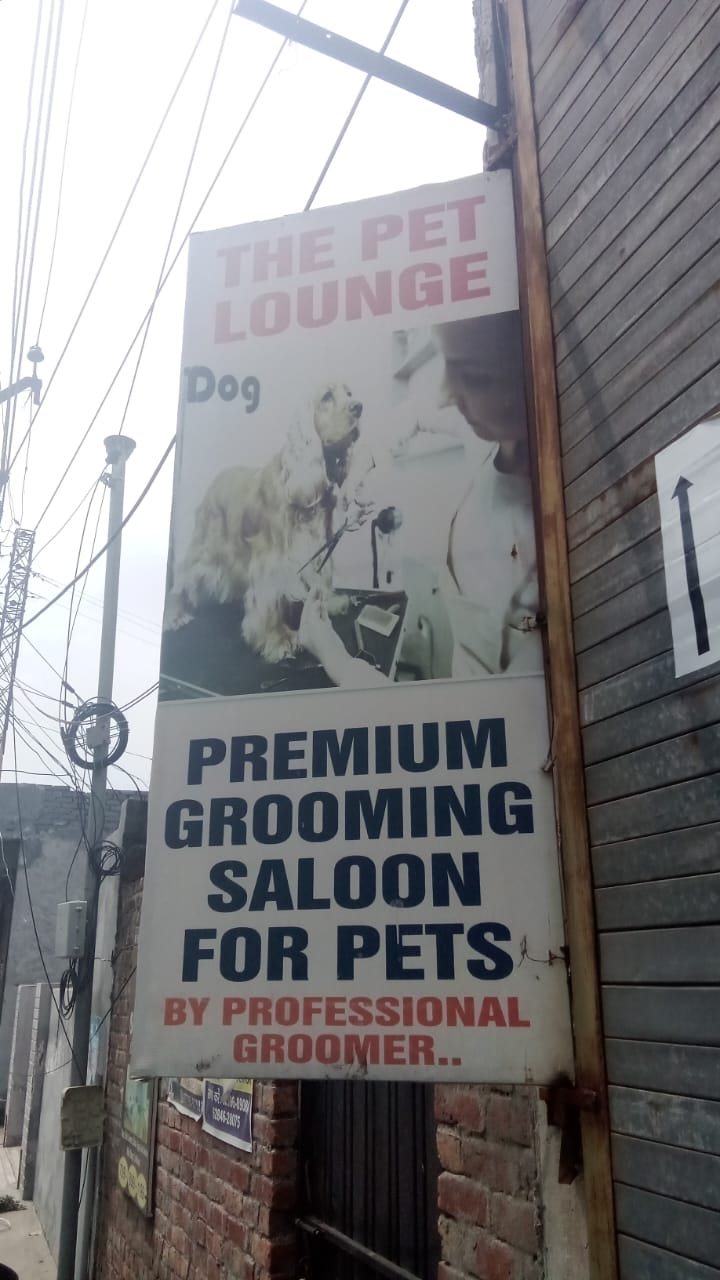 THE PET
LOUNGE
Dog
PREMIUM
GROOMING
SALOON
FOR PETS
BY PROFESSIONAL
GROOMER..